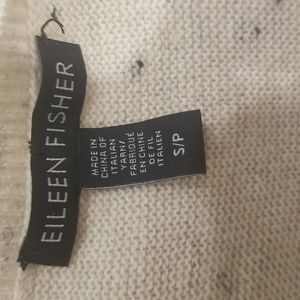 EILEEN FISHER
MADE IN
CHINA OF
ITALIAN
YARN/
FABRIQUÉ
EN CHINE
DE FIL
ITALIEN
S/P